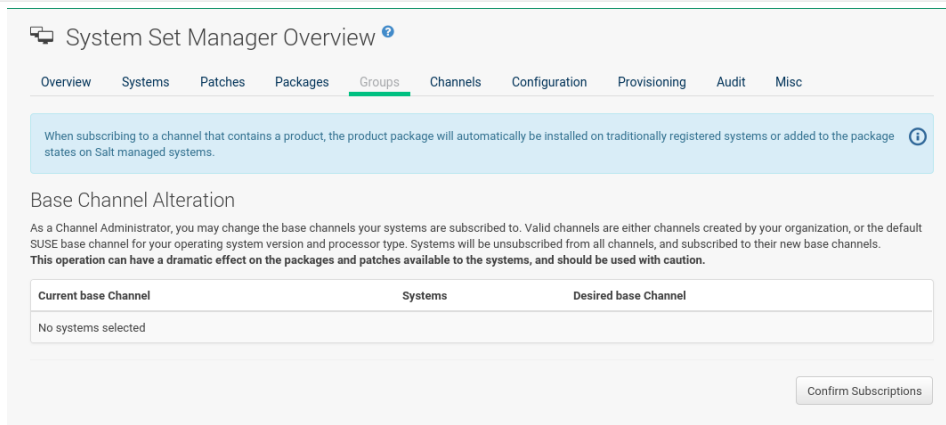 System Set Manager Overview ?
Overview Systems Patches Packages Groups Channels Configuration Provisioning Audit Misc
When subscribing to a channel that contains a product, the product package will automatically be installed on traditionally registered systems or added to the package
states on Salt managed systems.
Base Channel Alteration
As a Channel Administrator, you may change the base channels your systems are subscribed to. Valid channels are either channels created by your organization, or the default
SUSE base channel for your operating system version and processor type. Systems will be unsubscribed from all channels, and subscribed to their new base channels.
This operation can have a dramatic effect on the packages and patches available to the systems, and should be used with caution.
Current base Channel Systems Desired base Channel
No systems selected
Confirm Subscriptions